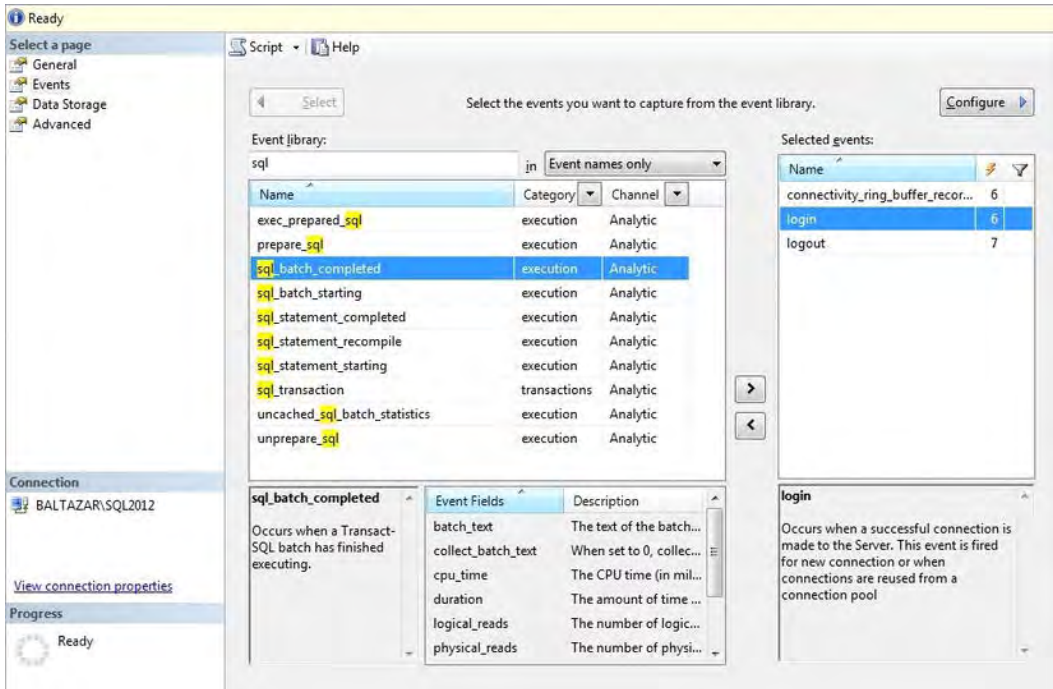 Ready
Select a page
General
Events
Data Storage
Advanced
Script Help
Select
Select the events you want to capture from the event library.
Configure
Event library:
sql in Event names only
Name Category Channel
exec_prepared_sql execution Analytic
prepare_sql execution Analytic
sql_batch_completed execution Analytic
sql_batch_starting execution Analytic
sql_statement_completed execution Analytic
sql_statement_recompile execution Analytic
sql_statement_starting execution Analytic
sql_transaction transactions Analytic
uncached_sql_batch_statistics execution Analytic
unprepare_sql execution Analytic
Selected events:
Name
connectivity_ring_buffer_recor... 6
login 6
logout 7
sql_batch_completed
Occurs when a Transact-
SQL batch has finished
executing.
Event Fields Description
batch_text The text of the batch...
collect_batch_text When set to 0, collec...
cpu_time The CPU time (in mil...
duration The amount of time ...
logical_reads The number of logic...
physical_reads The number of physi...
login
Occurs when a successful connection is
made to the Server. This event is fired
for new connection or when
connections are reused from a
connection pool
Connection
BALTAZAR\SQL2012
View connection properties
Progress
Ready